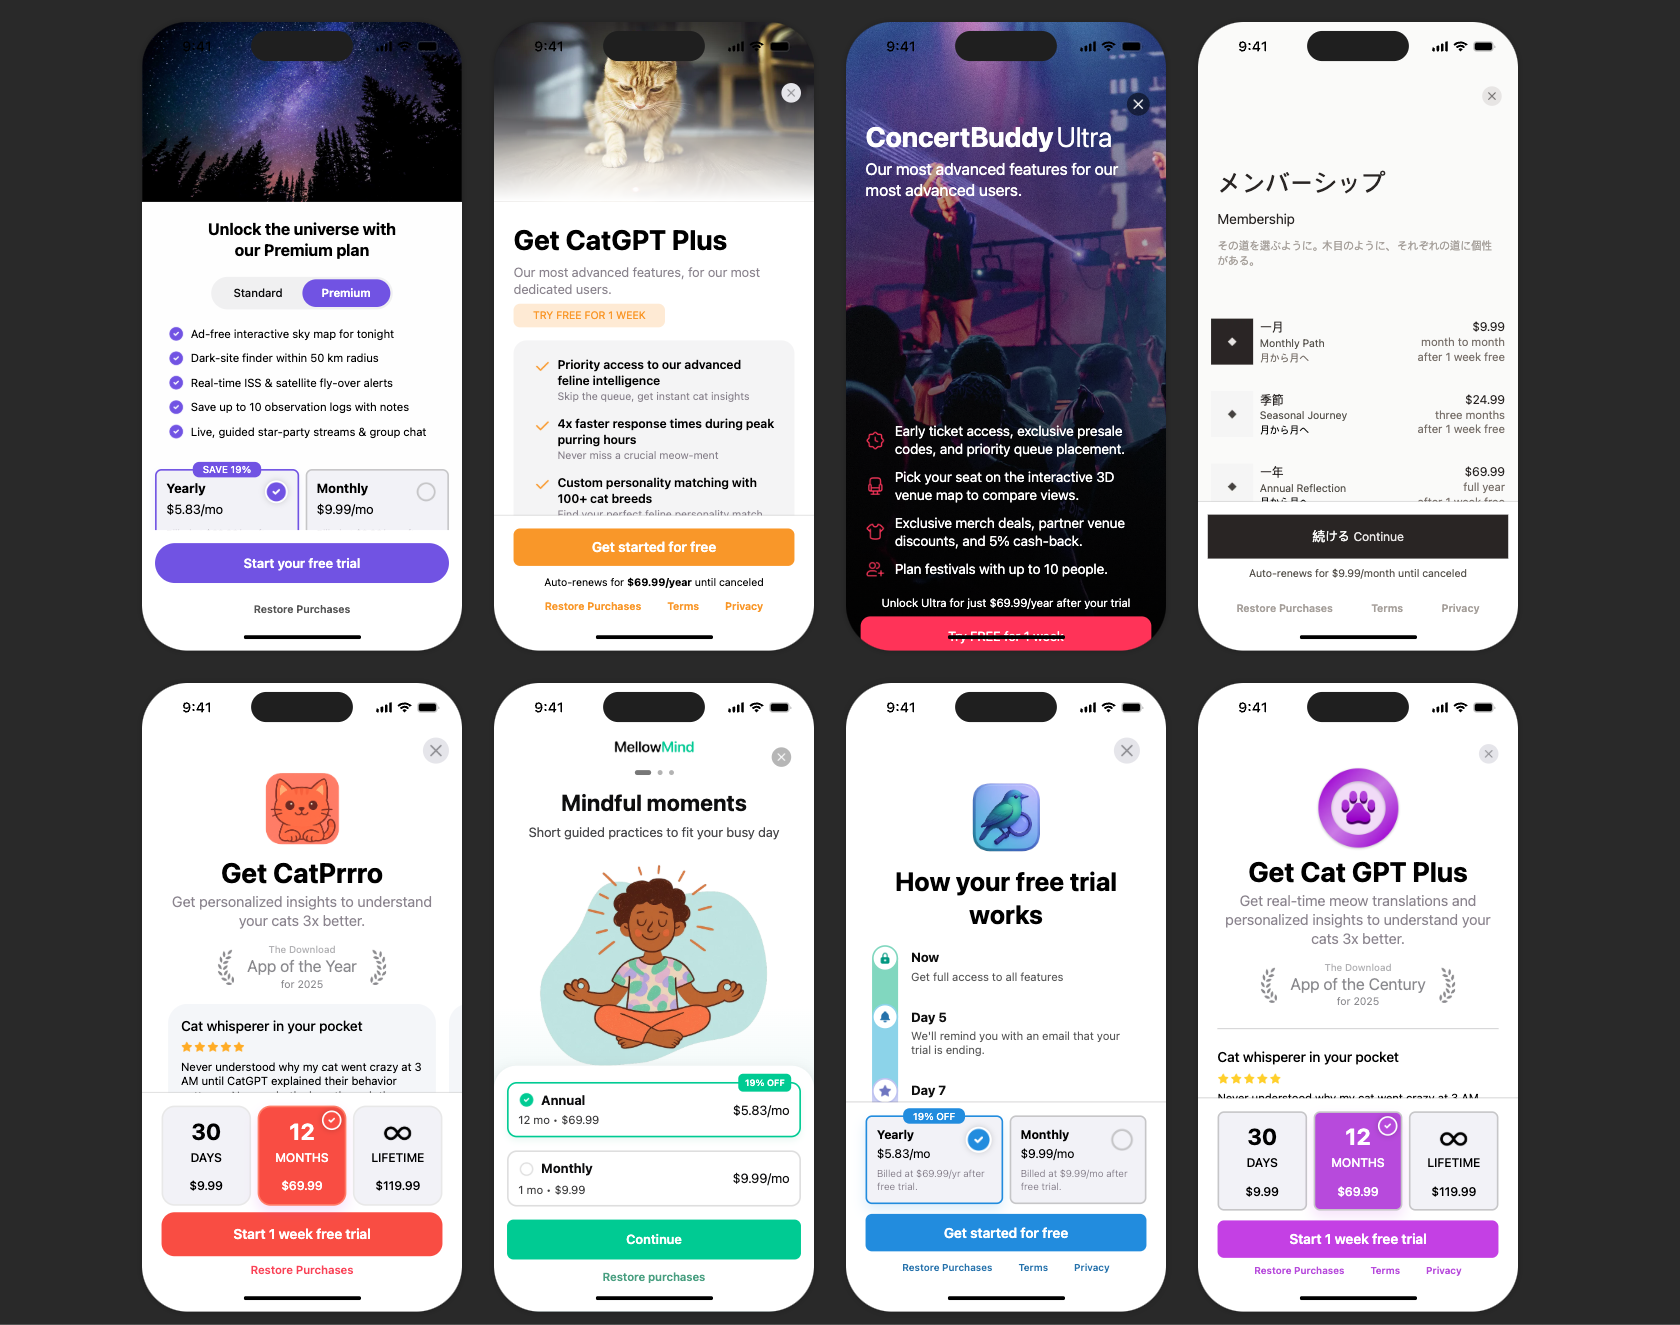 9:41
Unlock the universe with
our Premium plan
Standard
Premium
Ad-free interactive sky map for tonight
Dark-site finder within 50 km radius
Real-time ISS & satellite fly-over alerts
Save up to 10 observation logs with notes
Live, guided star-party streams & group chat
SAVE 19%
Yearly
$5.83/mo
Monthly
$9.99/mo
Start your free trial
Restore Purchases
9:41
Get CatGPT Plus
Our most advanced features, for our most
dedicated users.
TRY FREE FOR 1 WEEK
Priority access to our advanced
feline intelligence
Skip the queue, get instant cat insights
4x faster response times during peak
purring hours
Never miss a crucial meow-ment
Custom personality matching with
100+ cat breeds
Find your perfect feline personality match
Get started for free
Auto-renews for $69.99/year until canceled
Restore Purchases
Terms
Privacy
9:41
ConcertBuddy Ultra
Our most advanced features for our
most advanced users.
Early ticket access, exclusive presale
codes, and priority queue placement.
Pick your seat on the interactive 3D
venue map to compare views.
Exclusive merch deals, partner venue
discounts, and 5% cash-back.
Plan festivals with up to 10 people.
Unlock Ultra for just $69.99/year after your trial
Try FREE for 1 week
9:41
メンバーシップ
Membership
その道を選ぶように。木目のように、それぞれの道に個性
がある。
一月
Monthly Path
月から月へ
$9.99
month to month
after 1 week free
季節
Seasonal Journey
月から月へ
$24.99
three months
after 1 week free
一年
Annual Reflection
月から月へ
$69.99
full year
after 1 week free
続ける Continue
Auto-renews for $9.99/month until canceled
Restore Purchases
Terms
Privacy
9:41
Get CatPrrro
Get personalized insights to understand
your cats 3x better.
The Download
App of the Year
for 2025
Cat whisperer in your pocket
Never understood why my cat went crazy at 3
AM until CatGPT explained their behavior
30
DAYS
$9.99
12
MONTHS
$69.99
∞
LIFETIME
$119.99
Start 1 week free trial
Restore Purchases
9:41
MellowMind
Mindful moments
Short guided practices to fit your busy day
19% OFF
Annual
12 mo • $69.99
$5.83/mo
Monthly
1 mo • $9.99
$9.99/mo
Continue
Restore purchases
9:41
How your free trial
works
Now
Get full access to all features
Day 5
We'll remind you with an email that your
trial is ending.
Day 7
19% OFF
Yearly
$5.83/mo
Billed at $69.99/yr after
free trial.
Monthly
$9.99/mo
Billed at $9.99/mo after
free trial.
Get started for free
Restore Purchases
Terms
Privacy
9:41
Get Cat GPT Plus
Get real-time meow translations and
personalized insights to understand your
cats 3x better.
The Download
App of the Century
for 2025
Cat whisperer in your pocket
Never understood why my cat went crazy at 3 AM
30
DAYS
$9.99
12
MONTHS
$69.99
∞
LIFETIME
$119.99
Start 1 week free trial
Restore Purchases
Terms
Privacy